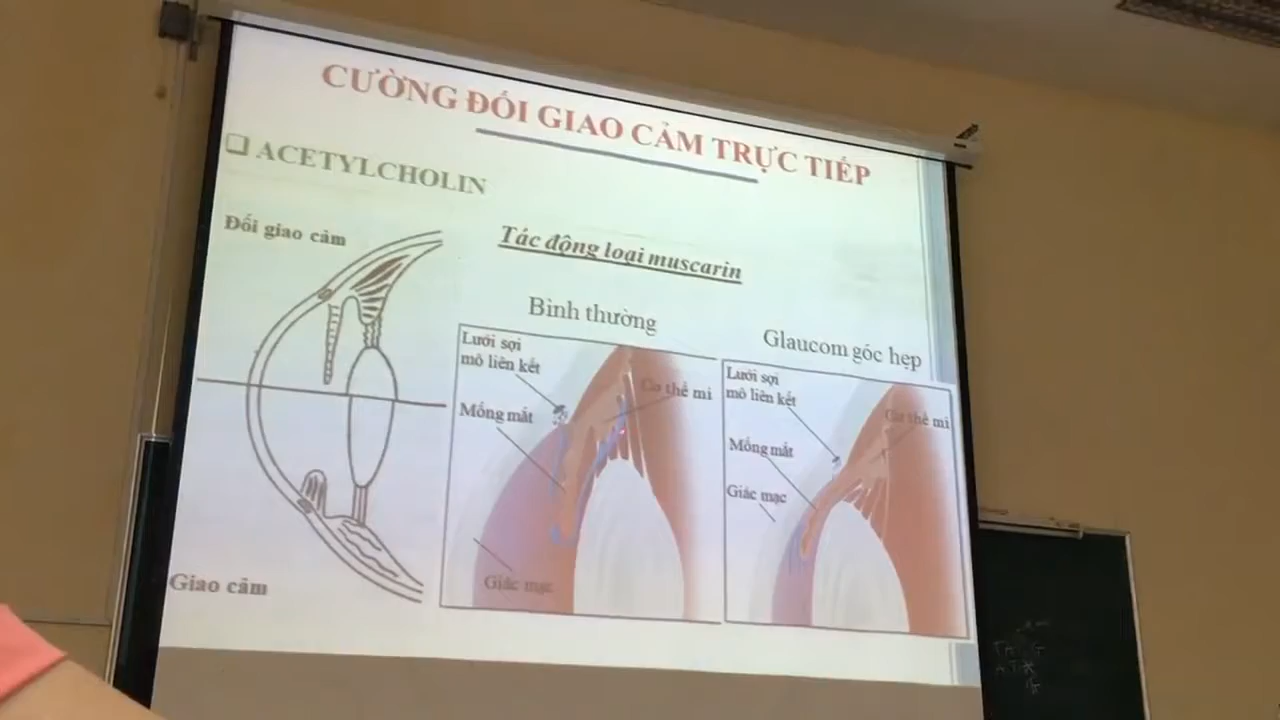 CƯỜNG ĐỐI GIAO CẢM TRỰC TIẾP
ACETYLCHOLIN
Đối giao cảm
Tác động loại muscarin
Bình thường
Glaucom góc hẹp
Lưới sợi
mô liên kết
Cơ thể mi
Mống mắt
Giác mạc
Lưới sợi
mô liên kết
Cơ thể mi
Mống mắt
Giác mạc
Giao cảm